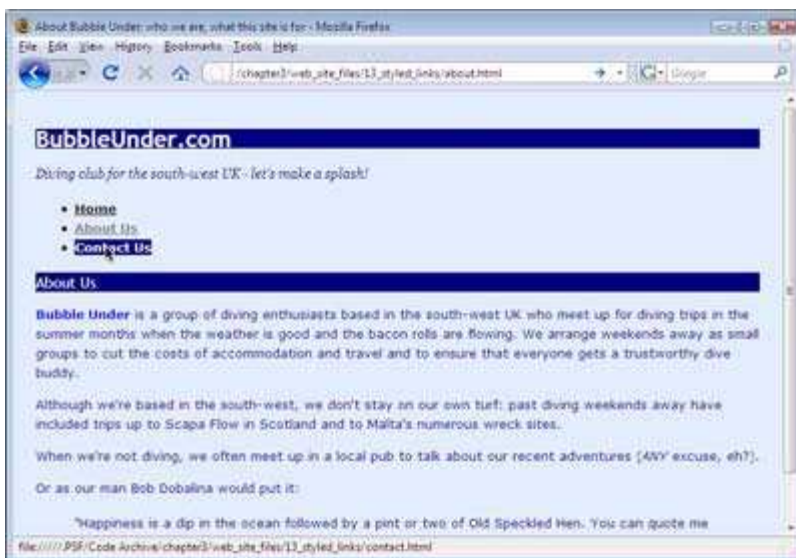 About Bubble Under: who we are, what this site is for - Mozilla Firefox
File Edit View History Bookmarks Tools Help
/chapter3/web_site_files/13_styled_links/about.html Google
BubbleUnder.com
Diving club for the south-west UK - let's make a splash!
• Home
• About Us
• Contact Us
About Us
Bubble Under is a group of diving enthusiasts based in the south-west UK who meet up for diving trips in the
summer months when the weather is good and the bacon rolls are flowing. We arrange weekends away as small
groups to cut the costs of accommodation and travel and to ensure that everyone gets a trustworthy dive
buddy.
Although we're based in the south-west, we don't stay on our own turf: past diving weekends away have
included trips up to Scapa Flow in Scotland and to Malta's numerous wreck sites.
When we're not diving, we often meet up in a local pub to talk about our recent adventures (ANY excuse, eh?).
Or as our man Bob Dobalina would put it:
"Happiness is a dip in the ocean followed by a pint or two of Old Speckled Hen. You can quote me
file://///.PSF/Code Archive/chapter3/web_site_files/13_styled_links/contact.html